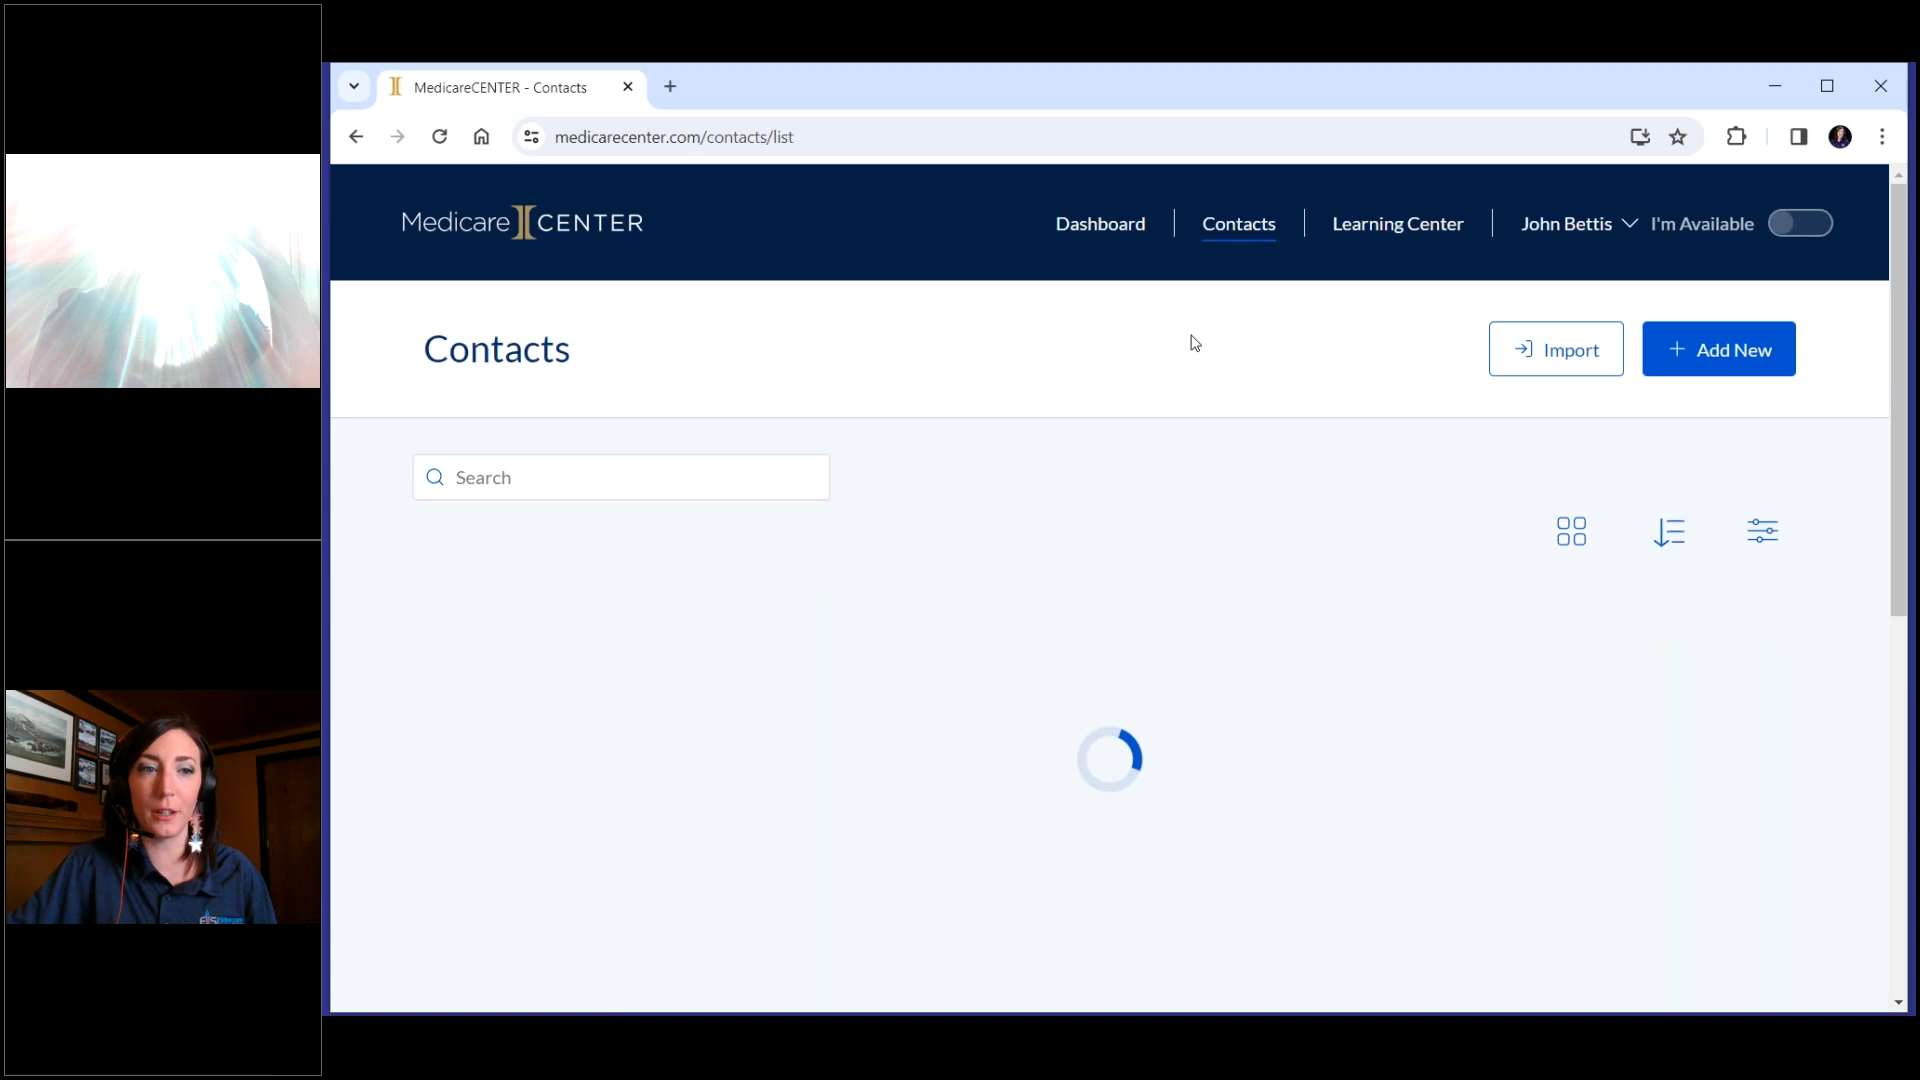 MedicareCENTER - Contacts
medicarecenter.com/contacts/list
Medicare CENTER
Dashboard
Contacts
Learning Center
John Bettis
I'm Available
Contacts
Import
Add New
Search